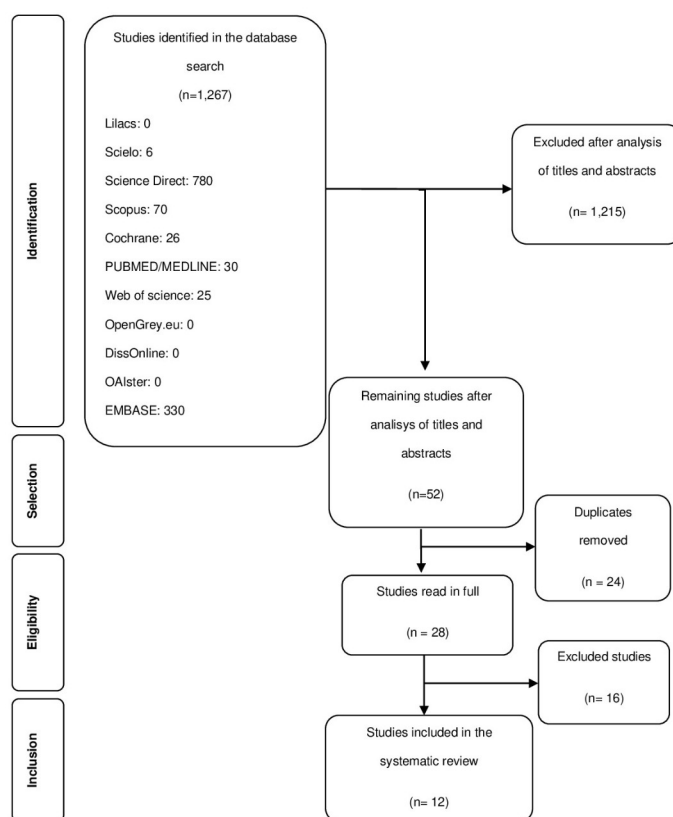 Identification
Studies identified in the database
search
(n=1,267)
Lilacs: 0
Scielo: 6
Science Direct: 780
Scopus: 70
Cochrane: 26
PUBMED/MEDLINE: 30
Web of science: 25
OpenGrey.eu: 0
DissOnline: 0
OAIster: 0
EMBASE: 330
Excluded after analysis
of titles and abstracts
(n= 1,215)
Selection
Remaining studies after
analisys of titles and
abstracts
(n=52)
Duplicates
removed
(n = 24)
Eligibility
Studies read in full
(n = 28)
Excluded studies
(n= 16)
Inclusion
Studies included in the
systematic review
(n= 12)